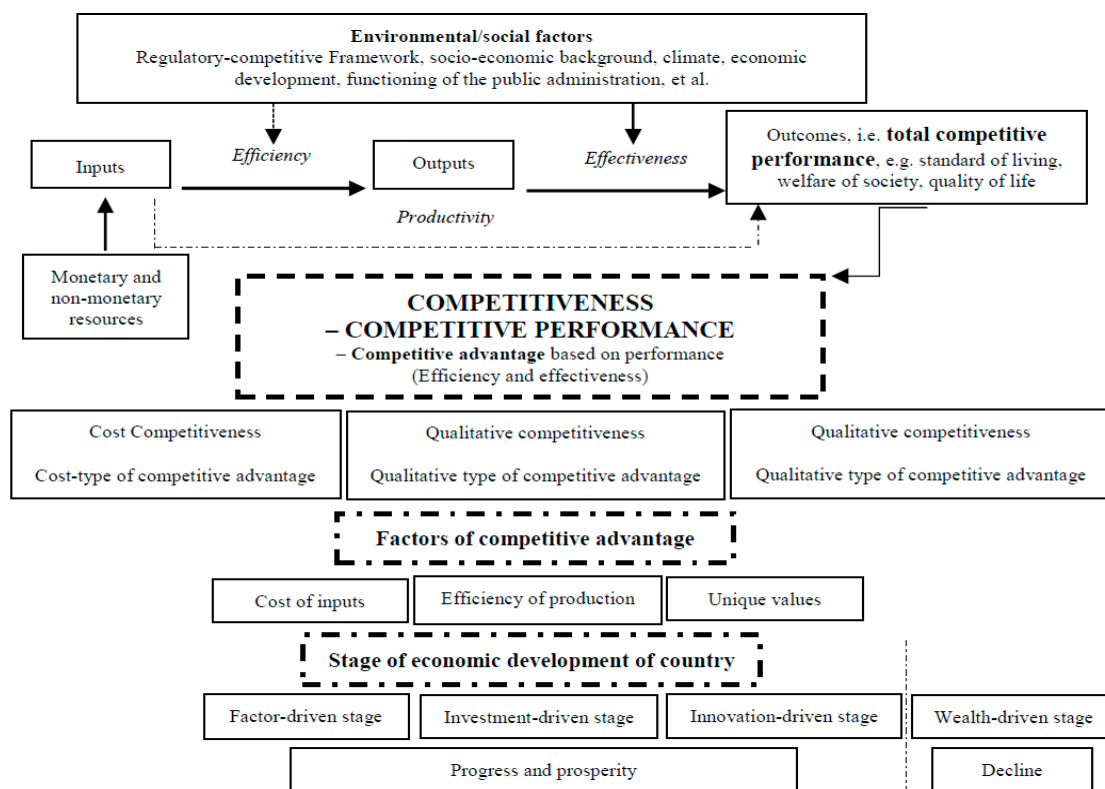 Environmental/social factors
Regulatory-competitive Framework, socio-economic background, climate, economic
development, functioning of the public administration, et al.
Inputs
Efficiency
Outputs
Effectiveness
Outcomes, i.e. total competitive
performance, e.g. standard of living,
welfare of society, quality of life
Productivity
Monetary and
non-monetary
resources
COMPETITIVENESS
– COMPETITIVE PERFORMANCE
– Competitive advantage based on performance
(Efficiency and effectiveness)
Cost Competitiveness
Cost-type of competitive advantage
Qualitative competitiveness
Qualitative type of competitive advantage
Qualitative competitiveness
Qualitative type of competitive advantage
Factors of competitive advantage
Cost of inputs
Efficiency of production
Unique values
Stage of economic development of country
Factor-driven stage
Investment-driven stage
Innovation-driven stage
Wealth-driven stage
Progress and prosperity
Decline